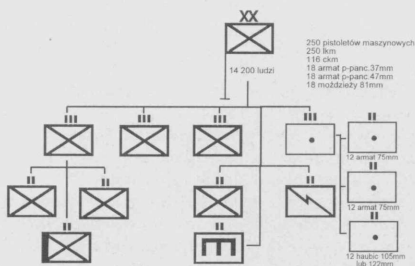 XX
250 pistoletów maszynowych
250 lkm
116 ckm
18 armat p-panc.37mm
18 armat p-panc.47mm
18 moździeży 81mm
14 200 ludzi
III
III
III
III
II
12 armat 75mm
II
II
II
II
II
12 armat 75mm
II
II
II
12 haubic 105mm
lub 122mm